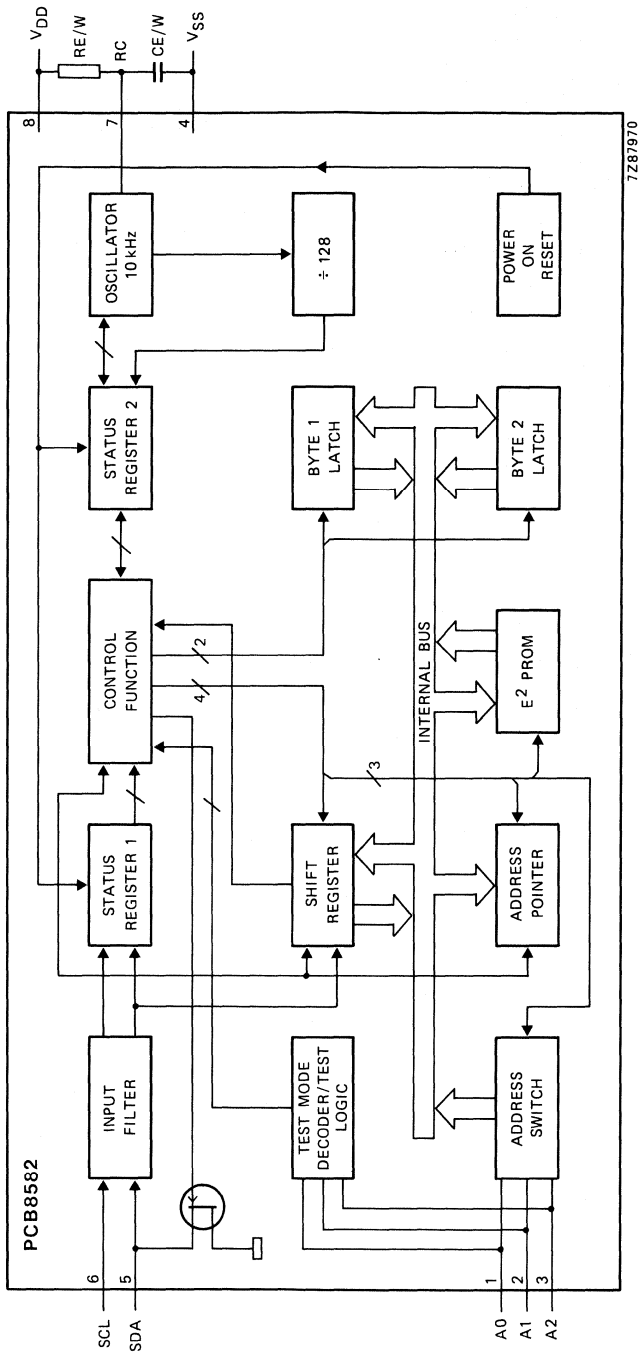 PCB8582
SCL
6
SDA
5
INPUT
FILTER
STATUS
REGISTER 1
CONTROL
FUNCTION
STATUS
REGISTER 2
OSCILLATOR
10 kHz
8
VDD
RE/W
7
RC
CE/W
4
VSS
4
2
TEST MODE
DECODER/TEST
LOGIC
SHIFT
REGISTER
BYTE 1
LATCH
÷ 128
3
INTERNAL BUS
A0
1
A1
2
A2
3
ADDRESS
SWITCH
ADDRESS
POINTER
E² PROM
BYTE 2
LATCH
POWER
ON
RESET
7Z87970